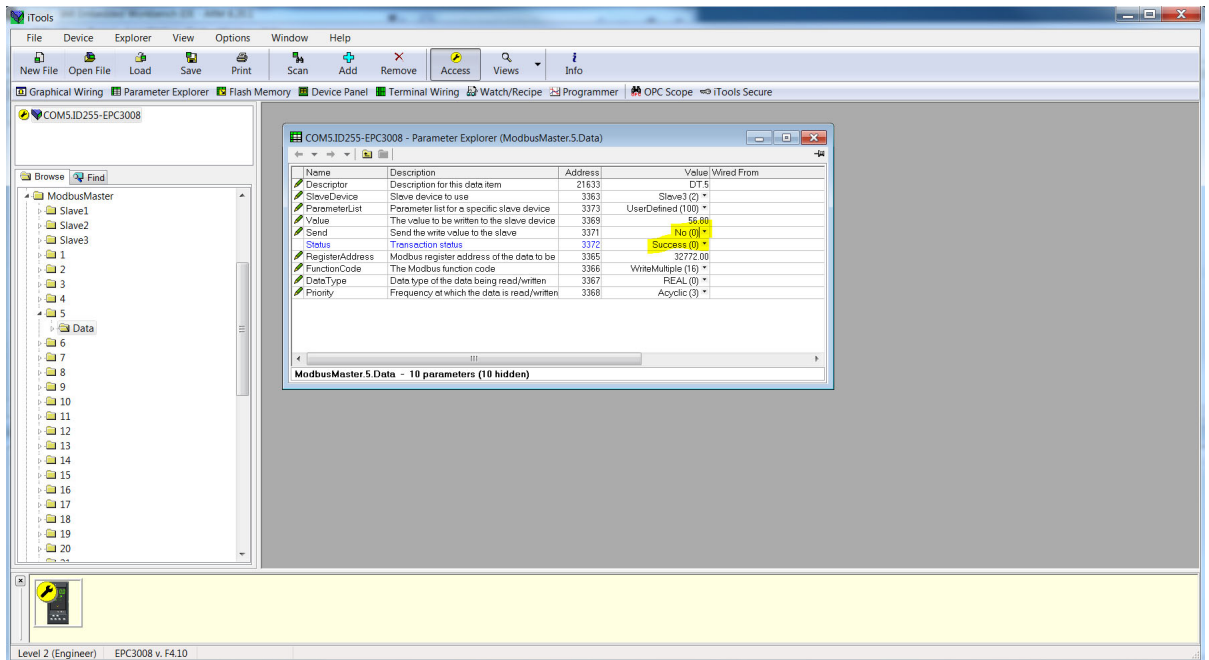 iTools
File Device Explorer View Options Window Help
New File Open File Load Save Print Scan Add Remove Access Views Info
Graphical Wiring Parameter Explorer Flash Memory Device Panel Terminal Wiring Watch/Recipe Programmer OPC Scope iTools Secure
COM5.ID255-EPC3008
COM5.ID255-EPC3008 - Parameter Explorer (ModbusMaster.5.Data)
Name Description Address Value Wired From
Descriptor Description for this data item 21633 DT.5
SlaveDevice Slave device to use 3363 Slave3 (2)
ParameterList Parameter list for a specific slave device 3373 UserDefined (100)
Value The value to be written to the slave device 3369 56.80
Send Send the write value to the slave 3371 No (0)
Status Transaction status 3372 Success (0)
RegisterAddress Modbus register address of the data to be 3365 32772.00
FunctionCode The Modbus function code 3366 WriteMultiple (16)
DataType Data type of the data being read/written 3367 REAL (0)
Priority Frequency at which the data is read/written 3368 Acyclic (3)
ModbusMaster.5.Data - 10 parameters (10 hidden)
Browse Find
ModbusMaster
Slave1
Slave2
Slave3
1
2
3
4
5
Data
6
7
8
9
10
11
12
13
14
15
16
17
18
19
20
Level 2 (Engineer) EPC3008 v. F4.10